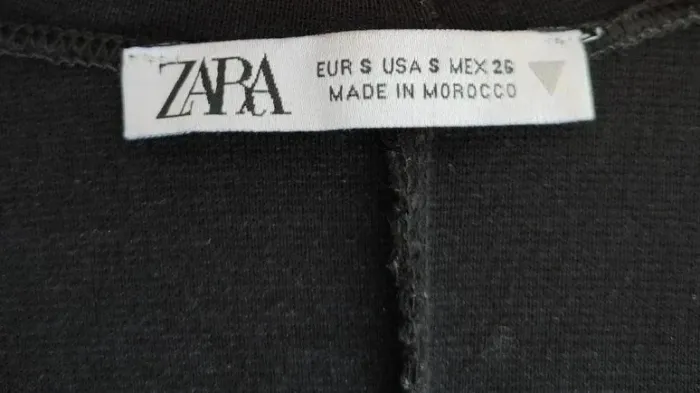 ZARA
EUR S USA S MEX 26
MADE IN MOROCCO